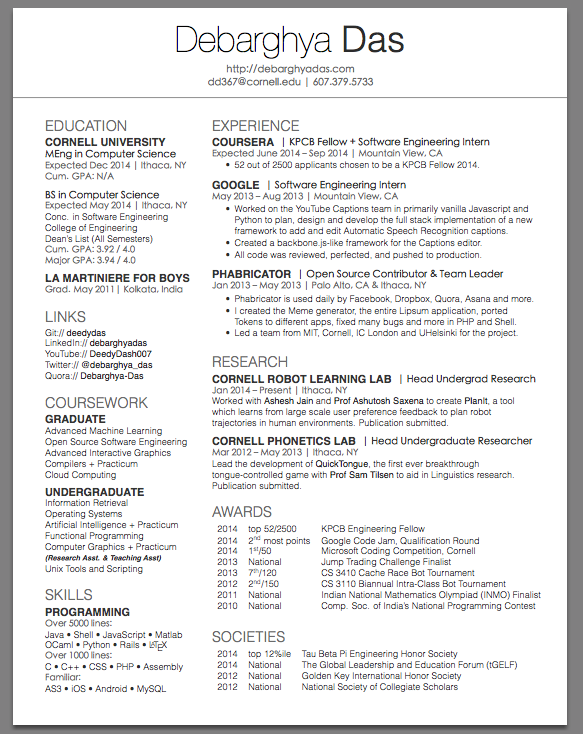 Debarghya Das
http://debarghyadas.com
dd367@cornell.edu | 607.379.5733
EDUCATION
CORNELL UNIVERSITY
MEng in Computer Science
Expected Dec 2014 | Ithaca, NY
Cum. GPA: N/A
BS in Computer Science
Expected May 2014 | Ithaca, NY
Conc. in Software Engineering
College of Engineering
Dean's List (All Semesters)
Cum. GPA: 3.92 / 4.0
Major GPA: 3.94 / 4.0
LA MARTINIERE FOR BOYS
Grad. May 2011 | Kolkata, India
LINKS
Git:// deedydas
LinkedIn:// debarghyadas
YouTube:// DeedyDash007
Twitter:// @debarghya_das
Quora:// Debarghya-Das
COURSEWORK
GRADUATE
Advanced Machine Learning
Open Source Software Engineering
Advanced Interactive Graphics
Compilers + Practicum
Cloud Computing
UNDERGRADUATE
Information Retrieval
Operating Systems
Artificial Intelligence + Practicum
Functional Programming
Computer Graphics + Practicum
(Research Asst. & Teaching Asst)
Unix Tools and Scripting
SKILLS
PROGRAMMING
Over 5000 lines:
Java • Shell • JavaScript • Matlab
OCaml • Python • Rails • LATEX
Over 1000 lines:
C • C++ • CSS • PHP • Assembly
Familiar:
AS3 • iOS • Android • MySQL
EXPERIENCE
COURSERA | KPCB Fellow + Software Engineering Intern
Expected June 2014 – Sep 2014 | Mountain View, CA
• 52 out of 2500 applicants chosen to be a KPCB Fellow 2014.
GOOGLE | Software Engineering Intern
May 2013 – Aug 2013 | Mountain View, CA
• Worked on the YouTube Captions team in primarily vanilla Javascript and
Python to plan, design and develop the full stack implementation of a new
framework to add and edit Automatic Speech Recognition captions.
• Created a backbone.js-like framework for the Captions editor.
• All code was reviewed, perfected, and pushed to production.
PHABRICATOR | Open Source Contributor & Team Leader
Jan 2013 – May 2013 | Palo Alto, CA & Ithaca, NY
• Phabricator is used daily by Facebook, Dropbox, Quora, Asana and more.
• I created the Meme generator, the entire Lipsum application, ported
Tokens to different apps, fixed many bugs and more in PHP and Shell.
• Led a team from MIT, Cornell, IC London and UHelsinki for the project.
RESEARCH
CORNELL ROBOT LEARNING LAB | Head Undergrad Research
Jan 2014 – Present | Ithaca, NY
Worked with Ashesh Jain and Prof Ashutosh Saxena to create PlanIt, a tool
which learns from large scale user preference feedback to plan robot
trajectories in human environments. Publication submitted.
CORNELL PHONETICS LAB | Head Undergraduate Researcher
Mar 2012 – May 2013 | Ithaca, NY
Lead the development of QuickTongue, the first ever breakthrough
tongue-controlled game with Prof Sam Tilsen to aid in Linguistics research.
Publication submitted.
AWARDS
2014 top 52/2500 KPCB Engineering Fellow
2014 2nd most points Google Code Jam, Qualification Round
2014 1st/50 Microsoft Coding Competition, Cornell
2013 National Jump Trading Challenge Finalist
2013 7th/120 CS 3410 Cache Race Bot Tournament
2012 2nd/150 CS 3110 Biannual Intra-Class Bot Tournament
2011 National Indian National Mathematics Olympiad (INMO) Finalist
2010 National Comp. Soc. of India's National Programming Contest
SOCIETIES
2014 top 12%ile Tau Beta Pi Engineering Honor Society
2014 National The Global Leadership and Education Forum (tGELF)
2012 National Golden Key International Honor Society
2012 National National Society of Collegiate Scholars